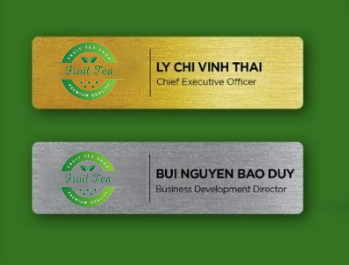 FRUIT TEA SHOP
Fruit Tea
PREMIUM QUALITY
LY CHI VINH THAI
Chief Executive Officer
FRUIT TEA SHOP
Fruit Tea
PREMIUM QUALITY
BUI NGUYEN BAO DUY
Business Development Director